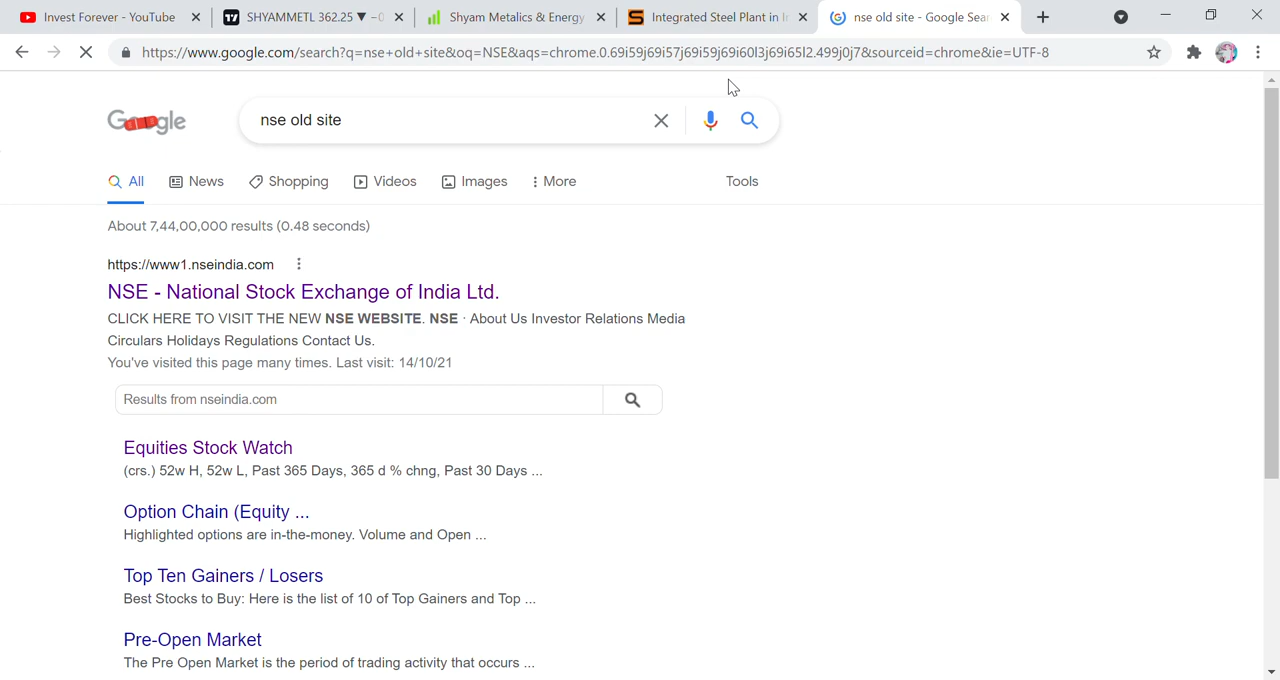 Invest Forever - YouTube
SHYAMMETL 362.25 ▼ −0
Shyam Metalics & Energy
Integrated Steel Plant in I
nse old site - Google Sear
https://www.google.com/search?q=nse+old+site&oq=NSE&aqs=chrome.0.69i59j69i57j69i59j69i60l3j69i65l2.499j0j7&sourceid=chrome&ie=UTF-8
Google
nse old site
All News Shopping Videos Images More Tools
About 7,44,00,000 results (0.48 seconds)
https://www1.nseindia.com
NSE - National Stock Exchange of India Ltd.
CLICK HERE TO VISIT THE NEW NSE WEBSITE. NSE · About Us Investor Relations Media
Circulars Holidays Regulations Contact Us.
You've visited this page many times. Last visit: 14/10/21
Results from nseindia.com
Equities Stock Watch
(crs.) 52w H, 52w L, Past 365 Days, 365 d % chng, Past 30 Days ...
Option Chain (Equity ...
Highlighted options are in-the-money. Volume and Open ...
Top Ten Gainers / Losers
Best Stocks to Buy: Here is the list of 10 of Top Gainers and Top ...
Pre-Open Market
The Pre Open Market is the period of trading activity that occurs ...